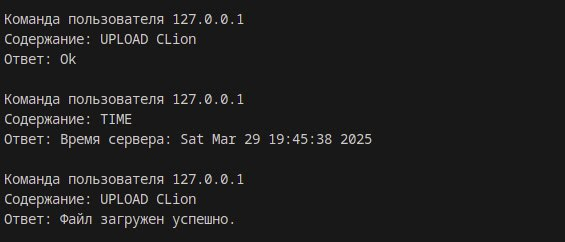 Команда пользователя 127.0.0.1
Содержание: UPLOAD CLion
Ответ: Ok
Команда пользователя 127.0.0.1
Содержание: TIME
Ответ: Время сервера: Sat Mar 29 19:45:38 2025
Команда пользователя 127.0.0.1
Содержание: UPLOAD CLion
Ответ: Файл загружен успешно.